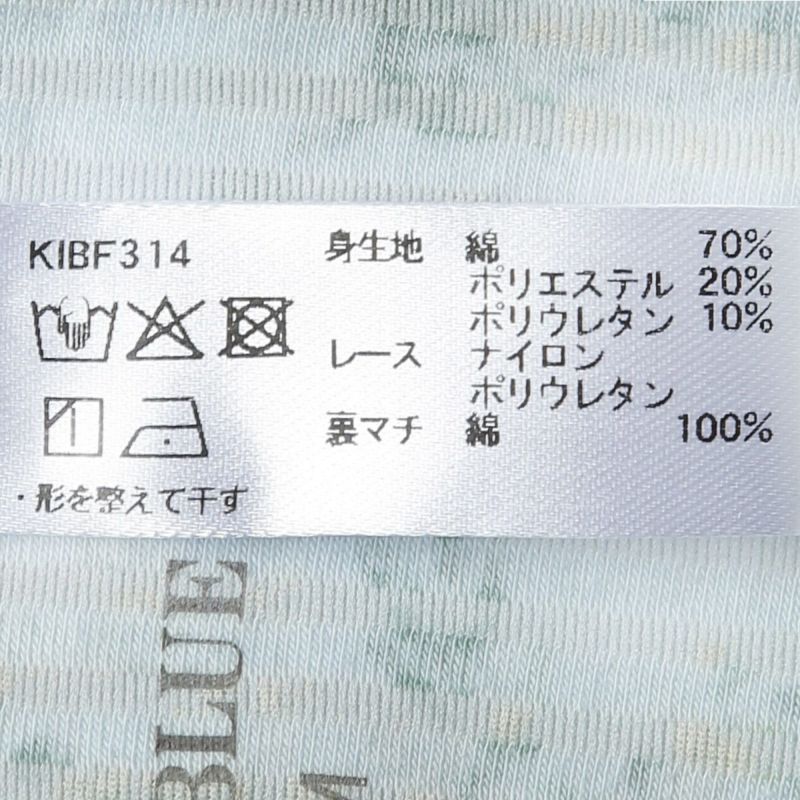 KIBF314
身生地 綿 70%
ポリエステル 20%
ポリウレタン 10%
レース ナイロン
ポリウレタン
裏マチ 綿 100%
・形を整えて干す
BLUE
M